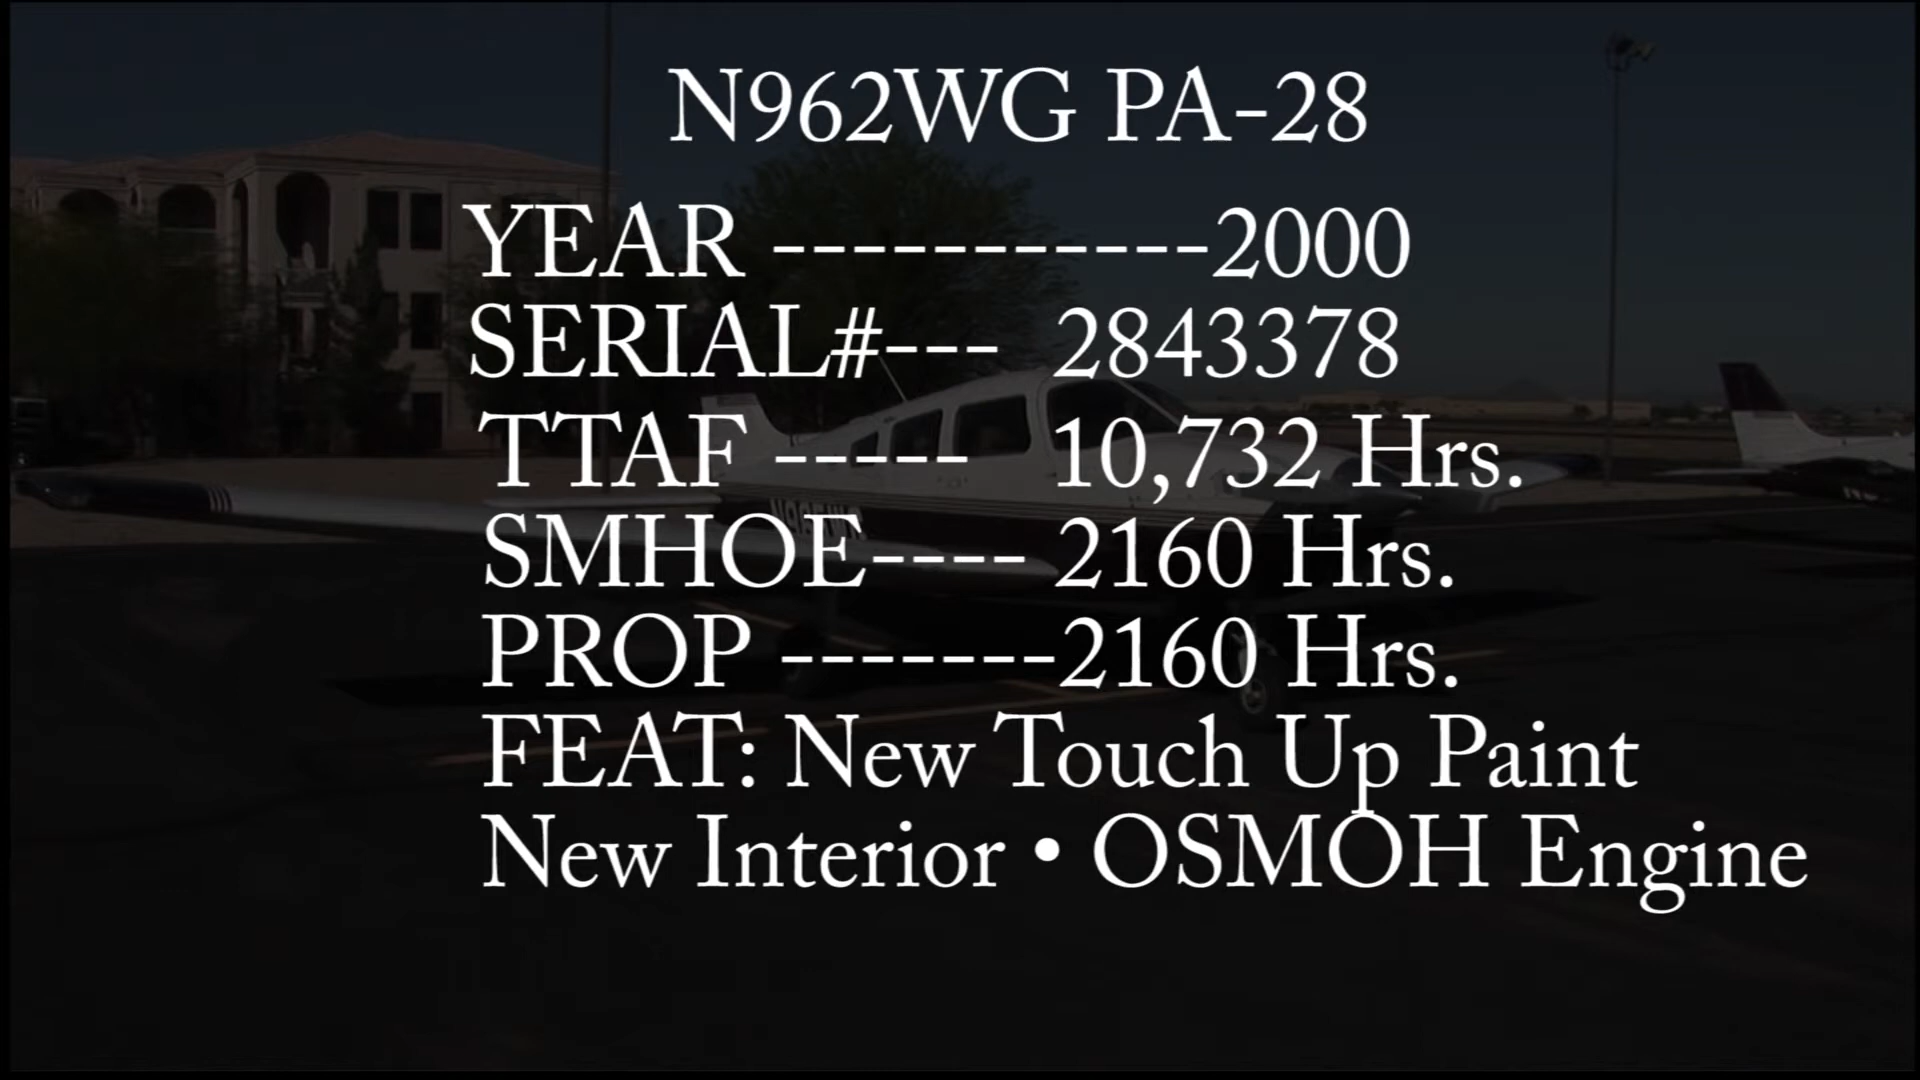 N962WG PA-28
YEAR -----------2000
SERIAL#--- 2843378
TTAF ----- 10,732 Hrs.
SMHOE---- 2160 Hrs.
PROP -------2160 Hrs.
FEAT: New Touch Up Paint
New Interior • OSMOH Engine